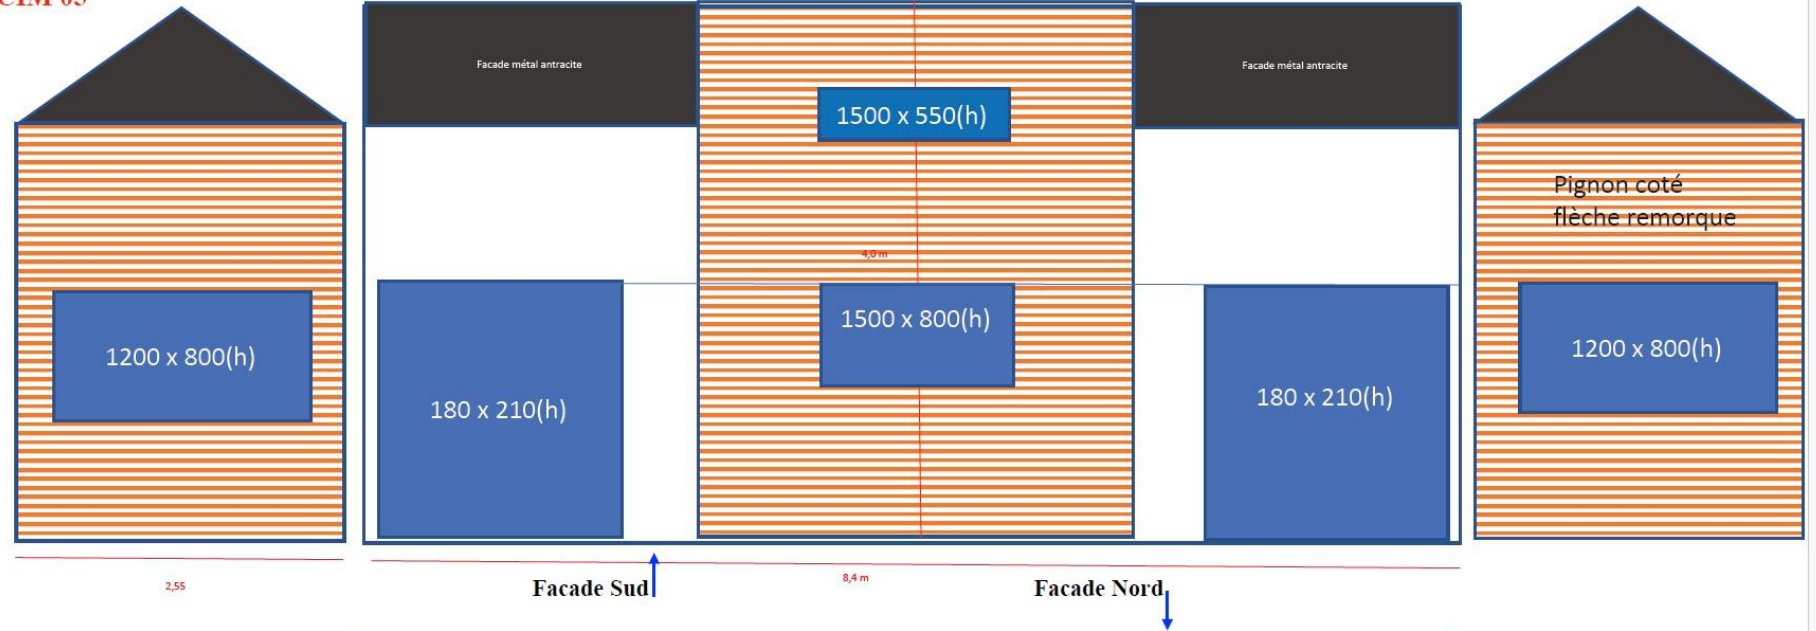 Facade métal antracite
Facade métal antracite
1500 x 550(h)
Pignon coté
flèche remorque
4,0 m
1200 x 800(h)
180 x 210(h)
1500 x 800(h)
180 x 210(h)
1200 x 800(h)
2,55
8,4 m
Facade Sud
Facade Nord